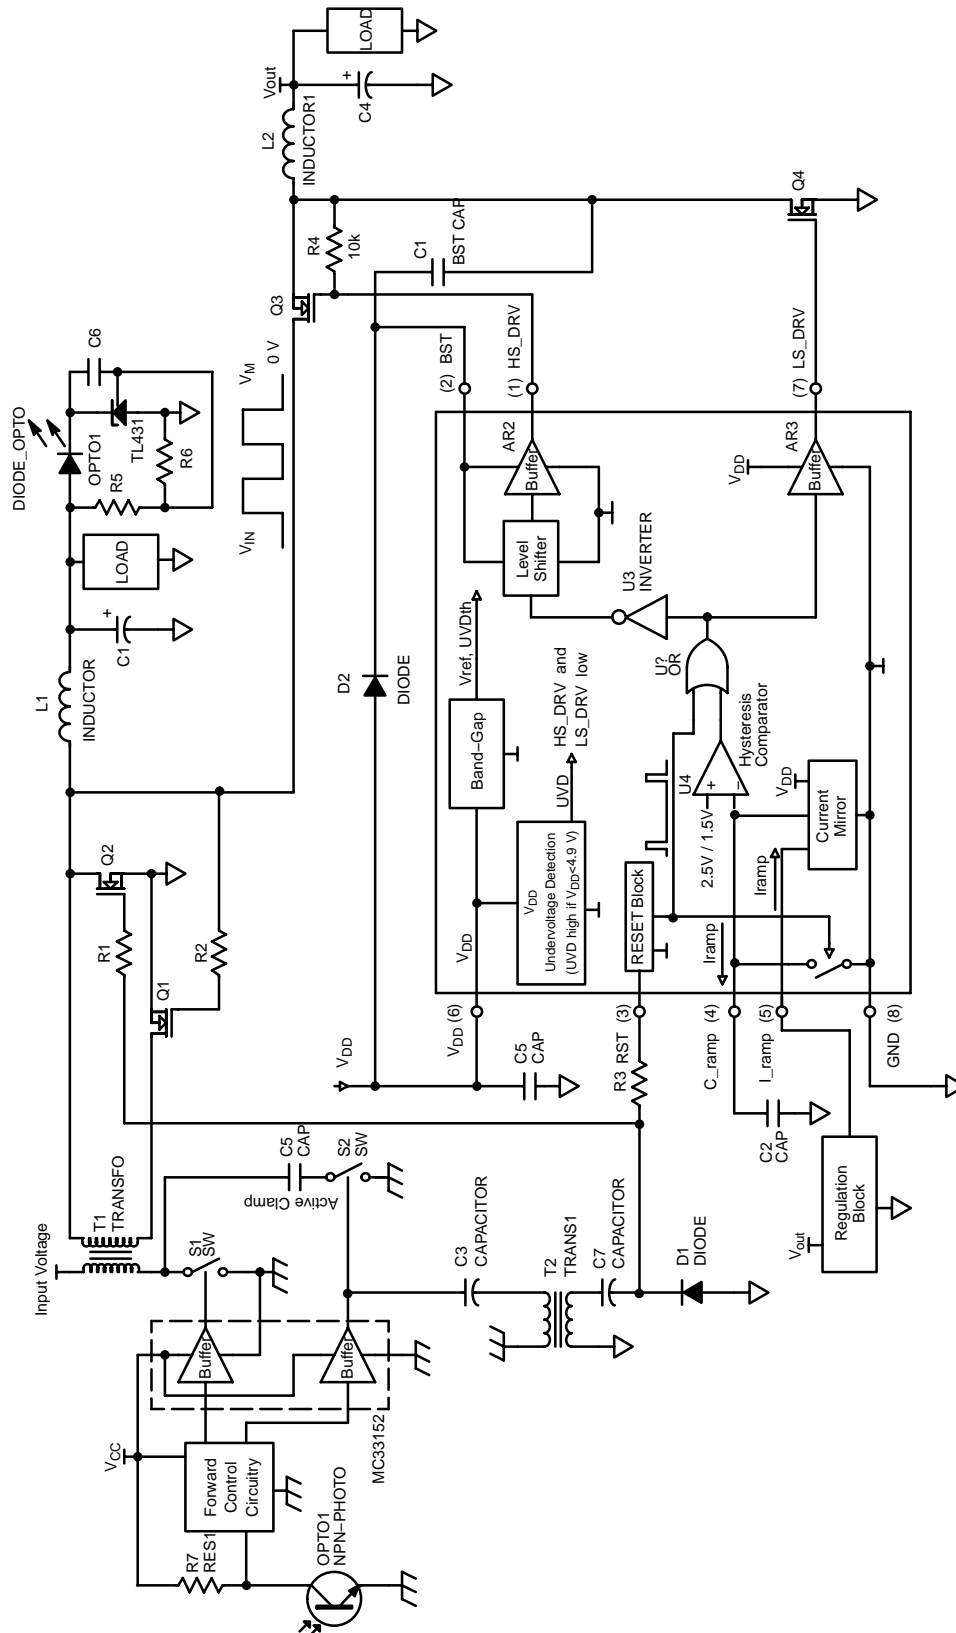 Input Voltage
T1
TRANSFO
S1
SW
C5
CAP
S2
SW
Active Clamp
VCC
Buffer
Buffer
MC33152
Forward
Control
Circuitry
R7
RES1
OPTO1
NPN-PHOTO
C3
CAPACITOR
T2
TRANS1
C7
CAPACITOR
D1
DIODE
Q1
Q2
R1
R2
L1
INDUCTOR
C1
+
LOAD
DIODE_OPTO
OPTO1
R5
TL431
R6
C6
VIN
VM
0 V
Q3
R4
10k
L2
INDUCTOR1
Vout
+
C4
LOAD
C1
BST CAP
Q4
D2
DIODE
VDD
C5
CAP
VDD (6)
R3
RST (3)
C_ramp (4)
I_ramp (5)
GND (8)
C2
CAP
Vout
Regulation
Block
VDD
Band-Gap
Vref, UVDth
VDD
Undervoltage Detection
(UVD high if VDD<4.9 V)
UVD
HS_DRV and
LS_DRV low
RESET Block
Iramp
Iramp
U4
2.5V / 1.5V
+
−
Hysteresis
Comparator
VDD
Current
Mirror
U?
OR
U3
INVERTER
Level
Shifter
AR2
Buffer
VDD
AR3
Buffer
(2) BST
(1) HS_DRV
(7) LS_DRV